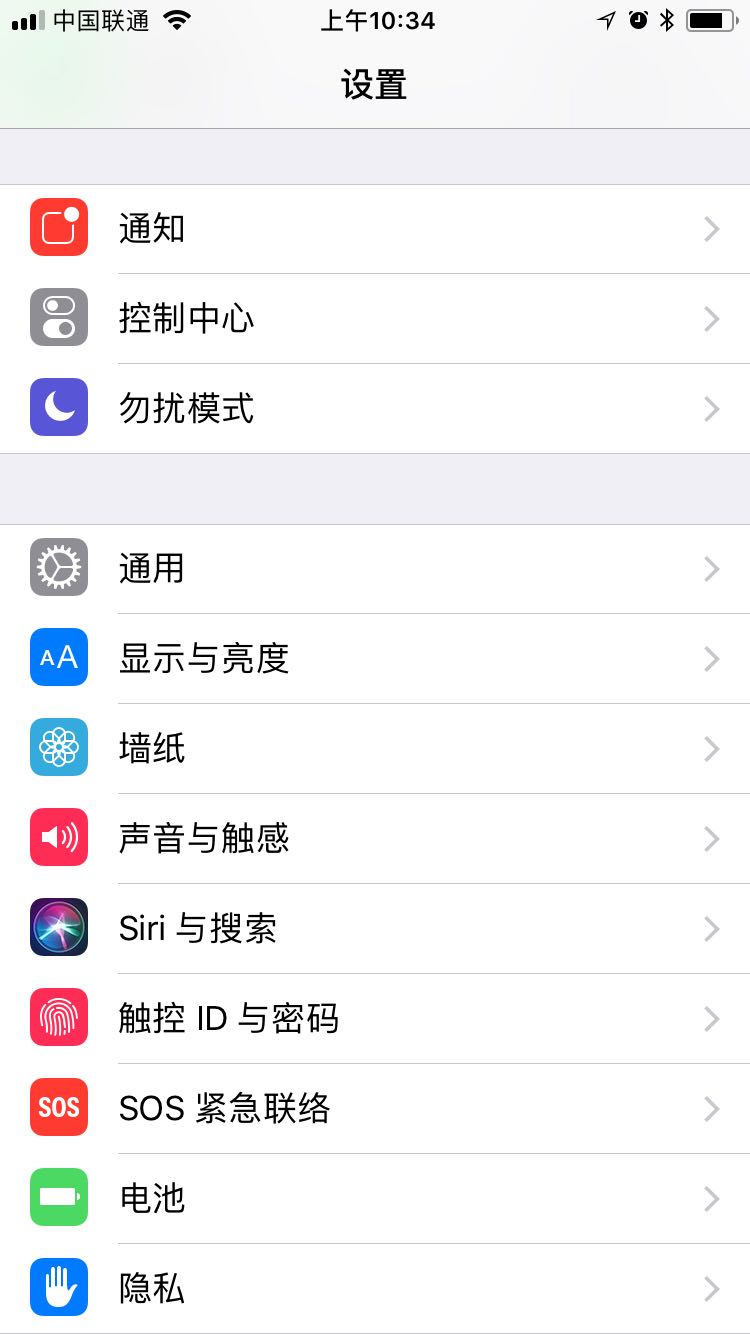 中国联通 上午10:34
设置
通知
控制中心
勿扰模式
通用
AA 显示与亮度
墙纸
声音与触感
Siri 与搜索
触控 ID 与密码
SOS SOS 紧急联络
电池
隐私